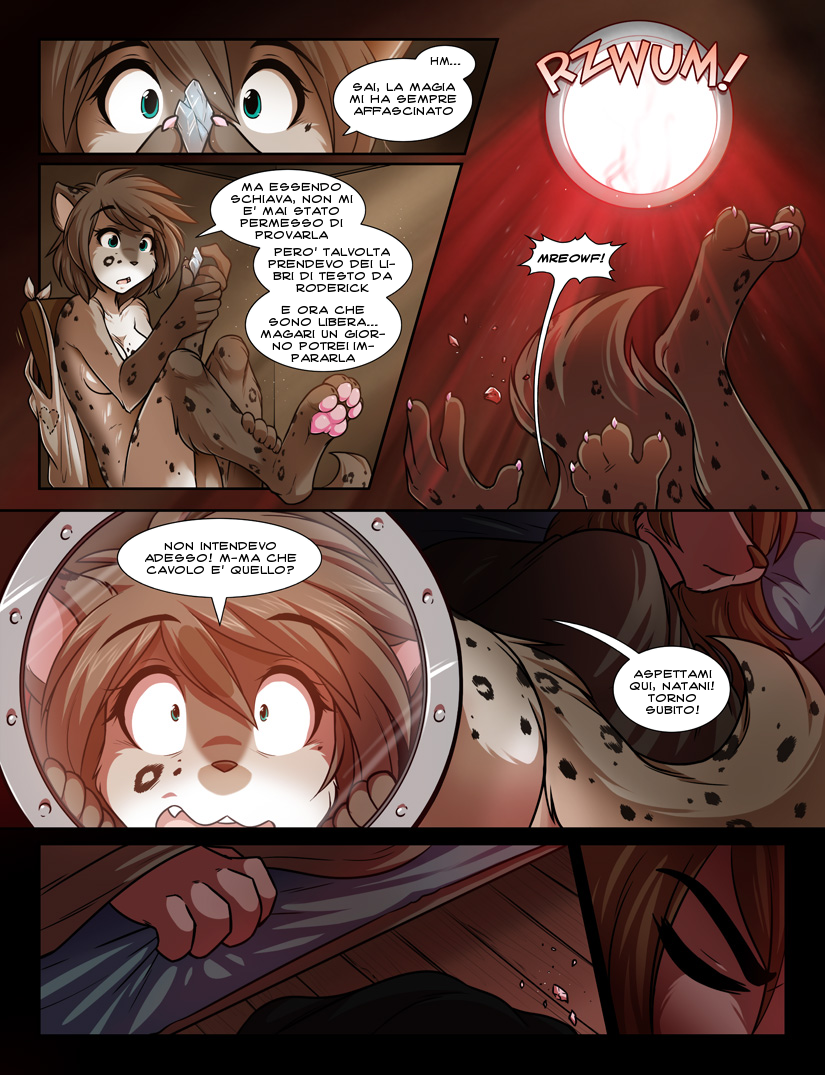 HM...
SAI, LA MAGIA
MI HA SEMPRE
AFFASCINATO
MA ESSENDO
SCHIAVA, NON MI
E' MAI STATO
PERMESSO DI
PROVARLA
PERO' TALVOLTA
PRENDEVO DEI LI-
BRI DI TESTO DA
RODERICK
E ORA CHE
SONO LIBERA...
MAGARI UN GIOR-
NO POTREI IM-
PARARLA
RZWUM!
MREOWF!
NON INTENDEVO
ADESSO! M-MA CHE
CAVOLO E' QUELLO?
ASPETTAMI
QUI, NATANI!
TORNO
SUBITO!